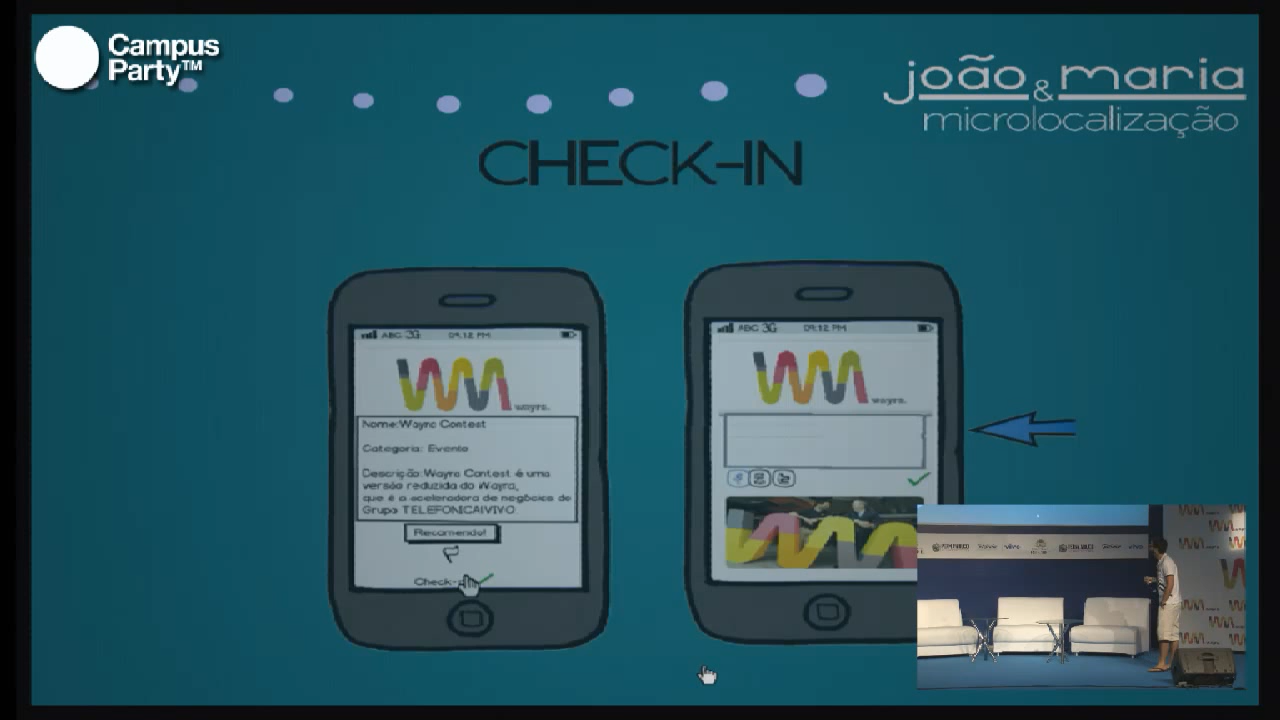 Campus
Party™
joão & maria
microlocalização
CHECK-IN
ABC 3G 09:12 PM
wayra.
Nome:Wayra Contest
Categoria: Evento
Descrição:Wayra Contest é uma
versão reduzida do Wayra,
que é a aceleradora de negócios do
Grupo TELEFONICA|VIVO
Recomendo!
Check-
ABC 3G 09:12 PM
wayra.